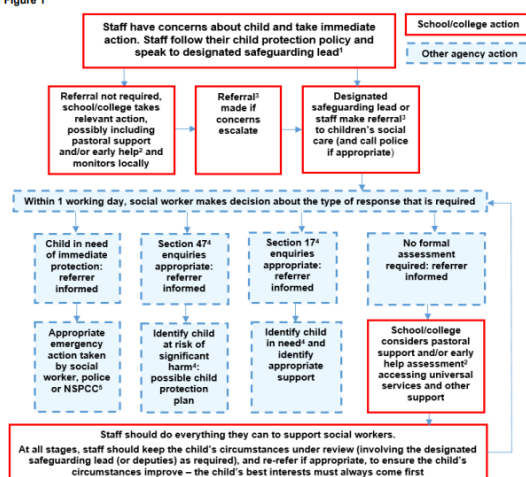 Figure 1
Staff have concerns about child and take immediate
action. Staff follow their child protection policy and
speak to designated safeguarding lead¹
School/college action
Other agency action
Referral not required,
school/college takes
relevant action,
possibly including
pastoral support
and/or early help² and
monitors locally
Referral³
made if
concerns
escalate
Designated
safeguarding lead or
staff make referral³
to children’s social
care (and call police
if appropriate)
Within 1 working day, social worker makes decision about the type of response that is required
Child in need
of immediate
protection:
referrer
informed
Section 47⁴
enquiries
appropriate:
referrer
informed
Section 17⁴
enquiries
appropriate:
referrer
informed
No formal
assessment
required: referrer
informed
Appropriate
emergency
action taken
by social
worker, police
or NSPCC⁵
Identify child
at risk of
significant
harm⁴:
possible child
protection
plan
Identify child
in need⁴ and
identify
appropriate
support
School/college
considers pastoral
support and/or early
help assessment²
accessing universal
services and other
support
Staff should do everything they can to support social workers.
At all stages, staff should keep the child’s circumstances under review (involving the designated
safeguarding lead (or deputies) as required), and re-refer if appropriate, to ensure the child’s
circumstances improve – the child’s best interests must always come first